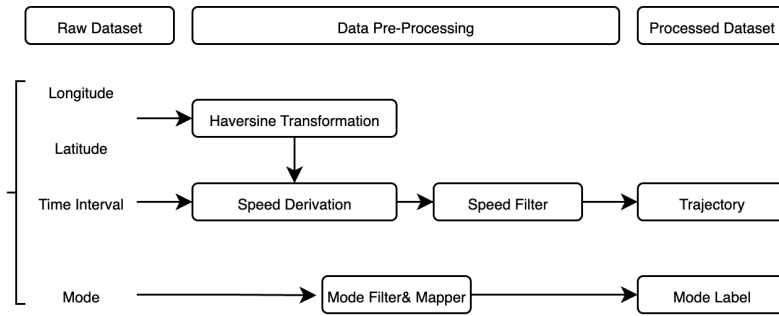 Raw Dataset
Data Pre-Processing
Processed Dataset
Longitude
Haversine Transformation
Latitude
Time Interval
Speed Derivation
Speed Filter
Trajectory
Mode
Mode Filter& Mapper
Mode Label